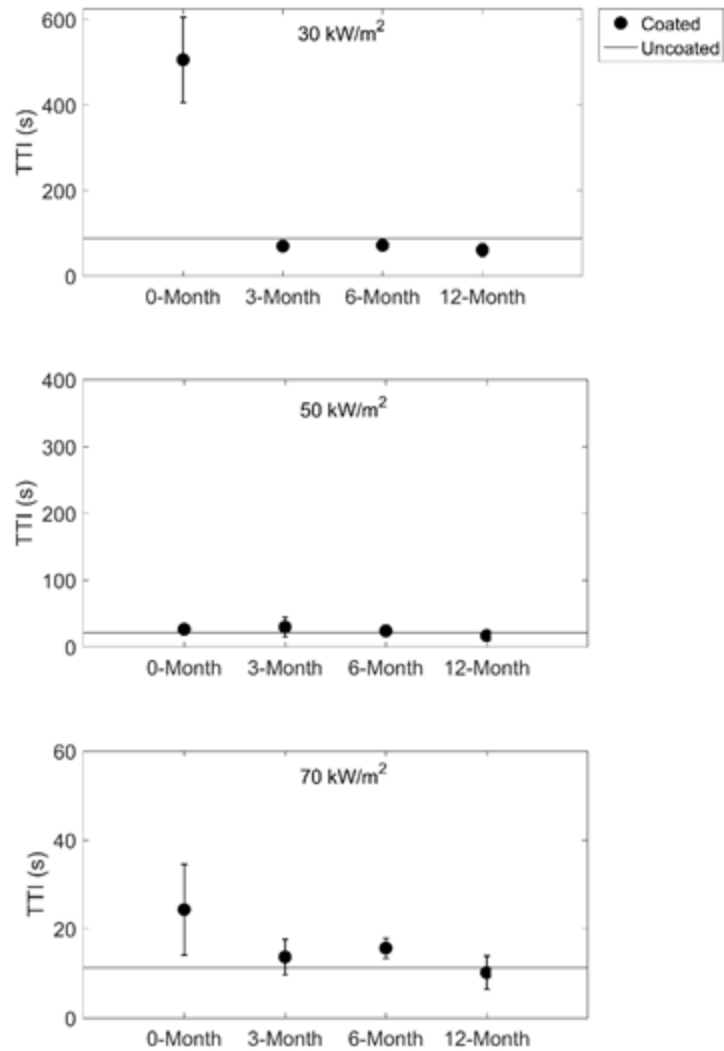 600
30 kW/m²
Coated
Uncoated
400
TTI (s)
200
0
0-Month 3-Month 6-Month 12-Month
400
50 kW/m²
300
TTI (s)
200
100
0
0-Month 3-Month 6-Month 12-Month
60
70 kW/m²
40
TTI (s)
20
0
0-Month 3-Month 6-Month 12-Month